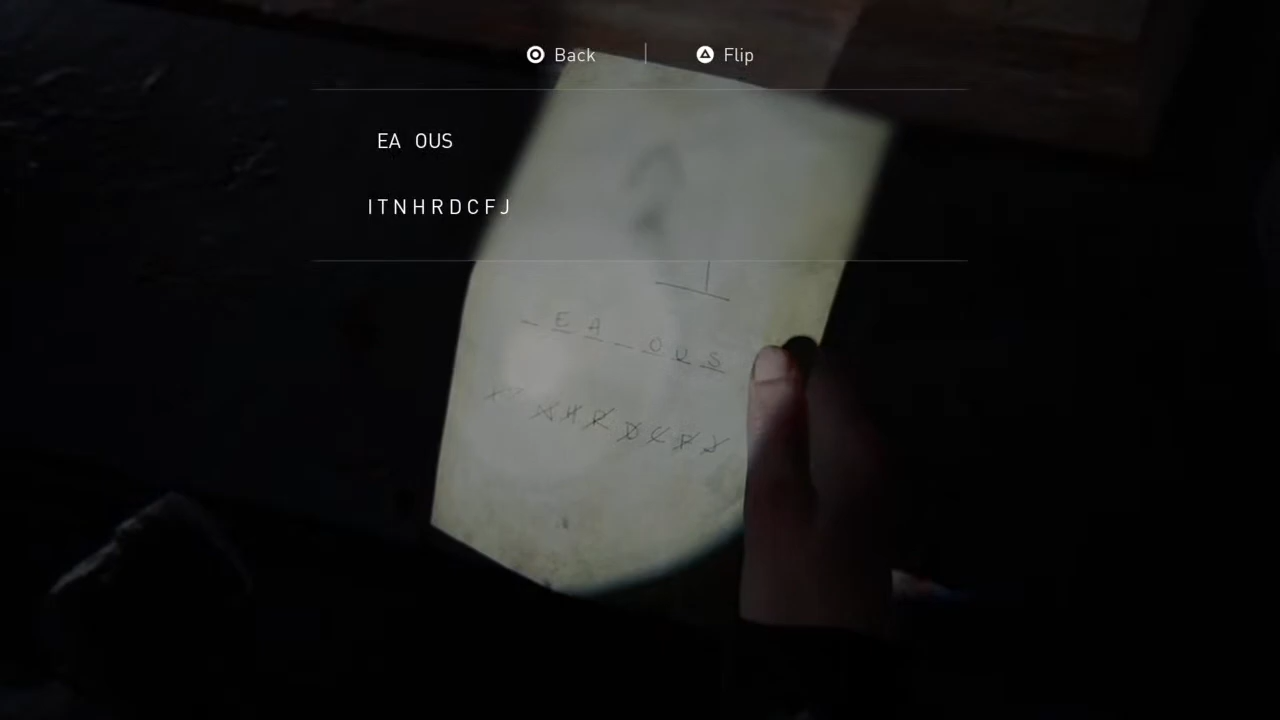 Back | Flip
EA OUS
ITNHRDCFJ
_ E A _ O U S
N H R D C F J